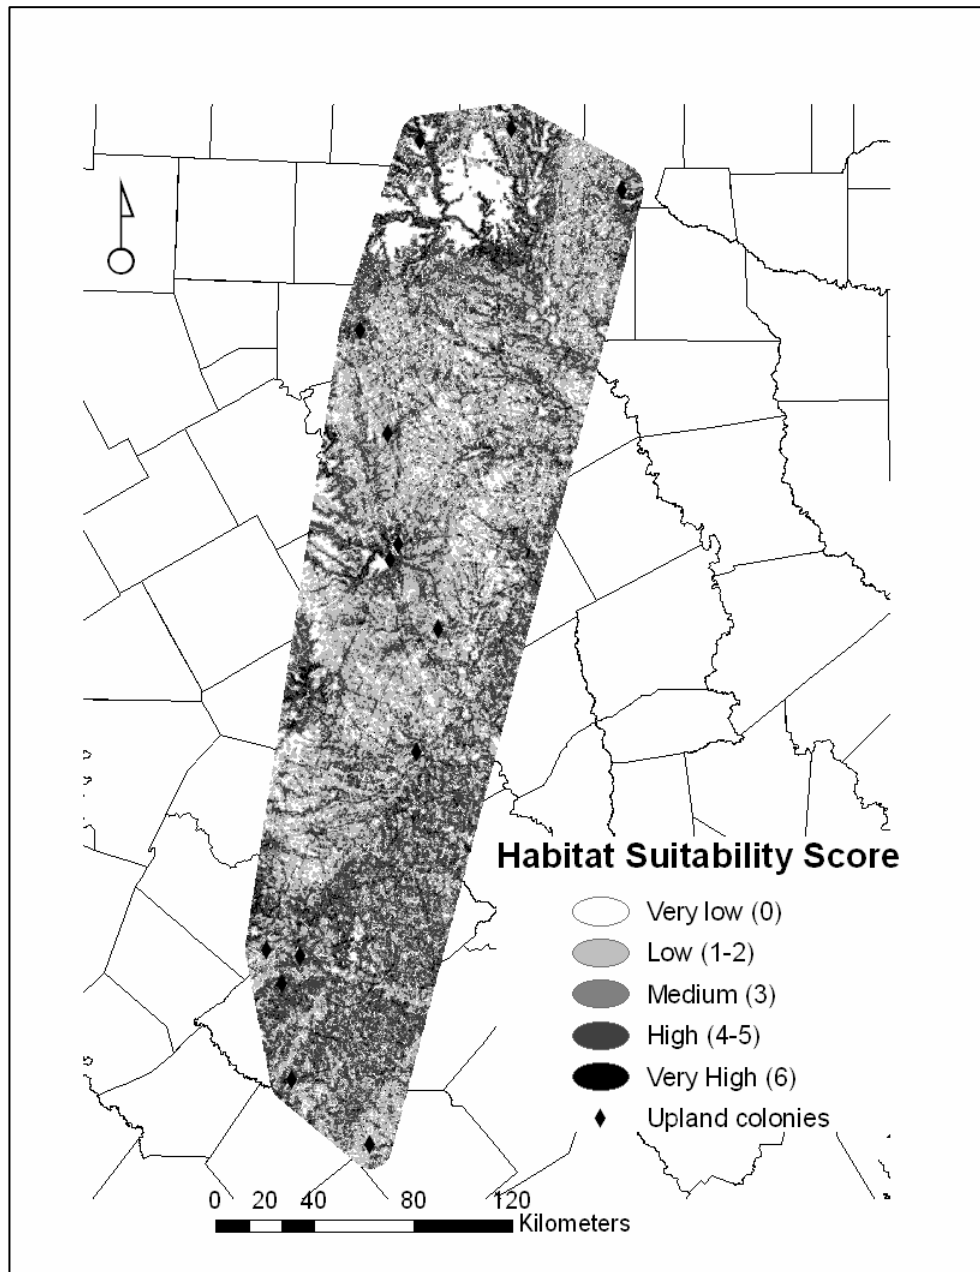 Habitat Suitability Score
Very low (0)
Low (1-2)
Medium (3)
High (4-5)
Very High (6)
Upland colonies
0 20 40 80 120
Kilometers